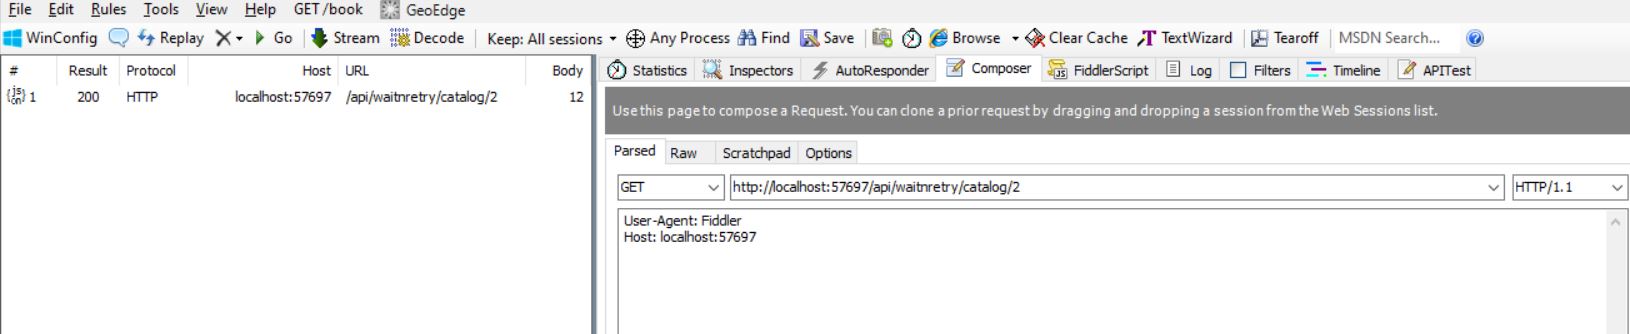 File Edit Rules Tools View Help GET/book GeoEdge
WinConfig Replay Go Stream Decode Keep: All sessions Any Process Find Save Browse Clear Cache TextWizard Tearoff MSDN Search...
# Result Protocol Host URL Body
1 200 HTTP localhost:57697 /api/waitnretry/catalog/2 12
Statistics Inspectors AutoResponder Composer FiddlerScript Log Filters Timeline APITest
Use this page to compose a Request. You can clone a prior request by dragging and dropping a session from the Web Sessions list.
Parsed Raw Scratchpad Options
GET http://localhost:57697/api/waitnretry/catalog/2 HTTP/1.1
User-Agent: Fiddler
Host: localhost:57697